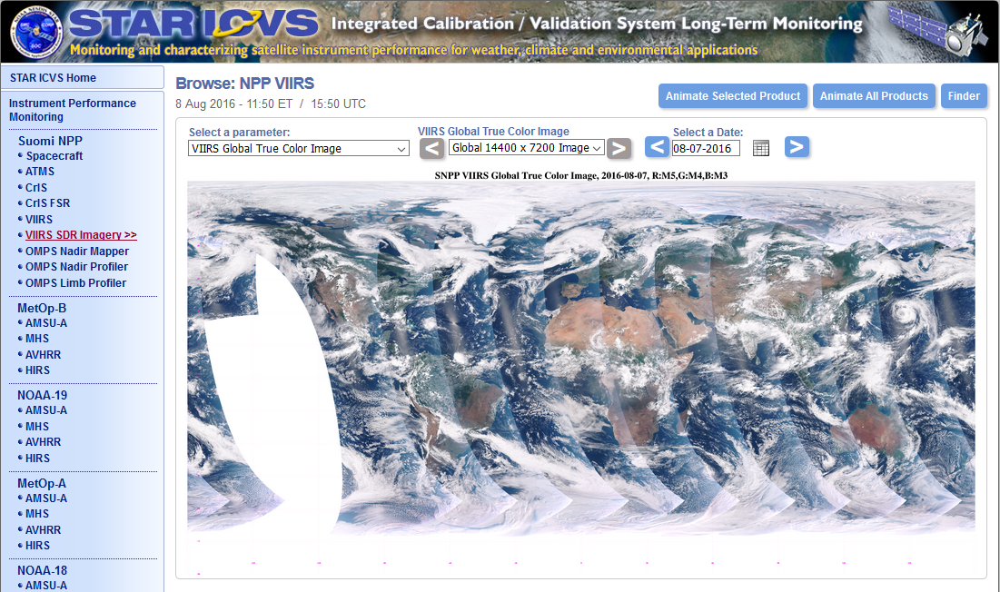 STAR ICVS
Integrated Calibration / Validation System Long-Term Monitoring
Monitoring and characterizing satellite instrument performance for weather, climate and environmental applications
STAR ICVS Home
Instrument Performance
Monitoring
Suomi NPP
Spacecraft
ATMS
CrIS
CrIS FSR
VIIRS
VIIRS SDR Imagery >>
OMPS Nadir Mapper
OMPS Nadir Profiler
OMPS Limb Profiler
MetOp-B
AMSU-A
MHS
AVHRR
HIRS
NOAA-19
AMSU-A
MHS
AVHRR
HIRS
MetOp-A
AMSU-A
MHS
AVHRR
HIRS
NOAA-18
AMSU-A
Browse: NPP VIIRS
8 Aug 2016 - 11:50 ET / 15:50 UTC
Animate Selected Product
Animate All Products
Finder
Select a parameter:
VIIRS Global True Color Image
VIIRS Global True Color Image
< Global 14400 x 7200 Image >
Select a Date:
< 08-07-2016 >
SNPP VIIRS Global True Color Image, 2016-08-07, R:M5,G:M4,B:M3